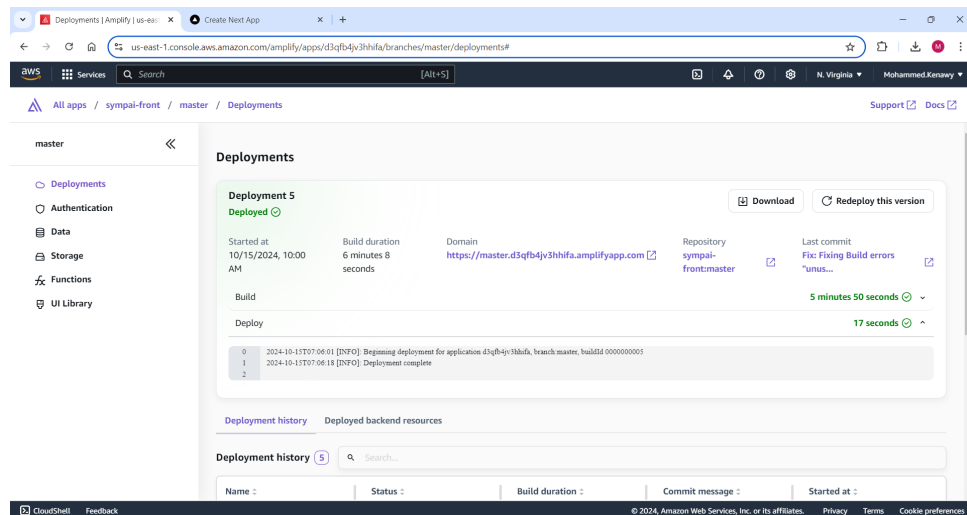 Deployments | Amplify | us-eas
Create Next App
us-east-1.console.aws.amazon.com/amplify/apps/d3qfb4jv3hhifa/branches/master/deployments#
M
aws Services Search [Alt+S] N. Virginia Mohammed.Kenawy
All apps / sympai-front / master / Deployments Support Docs
master
Deployments
Authentication
Data
Storage
Functions
UI Library
Deployments
Deployment 5
Deployed
Download Redeploy this version
Started at Build duration Domain Repository Last commit
10/15/2024, 10:00 6 minutes 8 https://master.d3qfb4jv3hhifa.amplifyapp.com sympai- Fix: Fixing Build errors
AM seconds front:master "unus...
Build 5 minutes 50 seconds
Deploy 17 seconds
0 2024-10-15T07:06:01 [INFO]: Beginning deployment for application d3qfb4jv3hhifa, branch:master, buildId 0000000005
1 2024-10-15T07:06:18 [INFO]: Deployment complete
2
Deployment history Deployed backend resources
Deployment history 5 Search...
Name Status Build duration Commit message Started at
CloudShell Feedback © 2024, Amazon Web Services, Inc. or its affiliates. Privacy Terms Cookie preferences